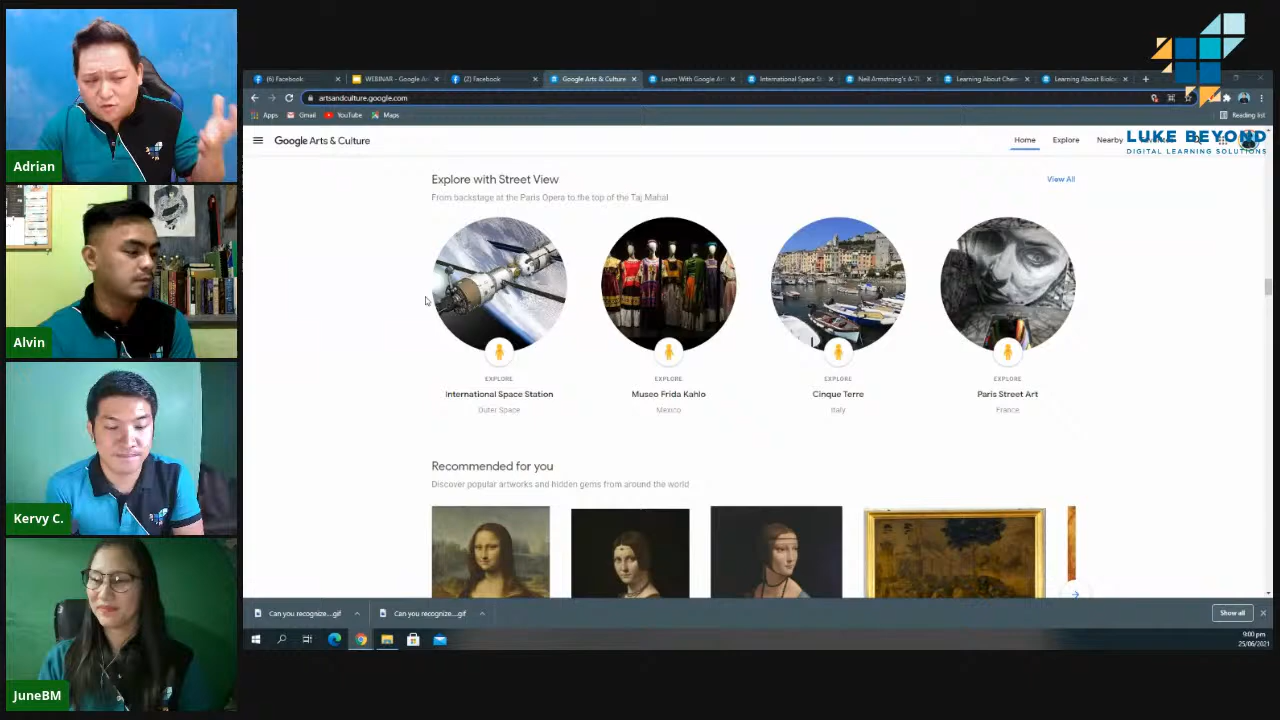 Adrian
Alvin
Kervy C.
JuneBM
(6) Facebook
WEBINAR - Google Ar
(2) Facebook
Google Arts & Culture
Learn With Google Ar
International Space St
Neil Armstrong's A-7L
Learning About Chem
Learning About Biolo
artsandculture.google.com
Apps
Gmail
YouTube
Maps
Reading list
LUKE BEYOND
DIGITAL LEARNING SOLUTIONS
Google Arts & Culture
Home
Explore
Nearby
Explore with Street View
View All
From backstage at the Paris Opera to the top of the Taj Mahal
EXPLORE
International Space Station
Outer Space
EXPLORE
Museo Frida Kahlo
Mexico
EXPLORE
Cinque Terre
Italy
EXPLORE
Paris Street Art
France
Recommended for you
Discover popular artworks and hidden gems from around the world
Can you recognize....gif
Can you recognize....gif
Show all
9:00 pm
25/06/2021